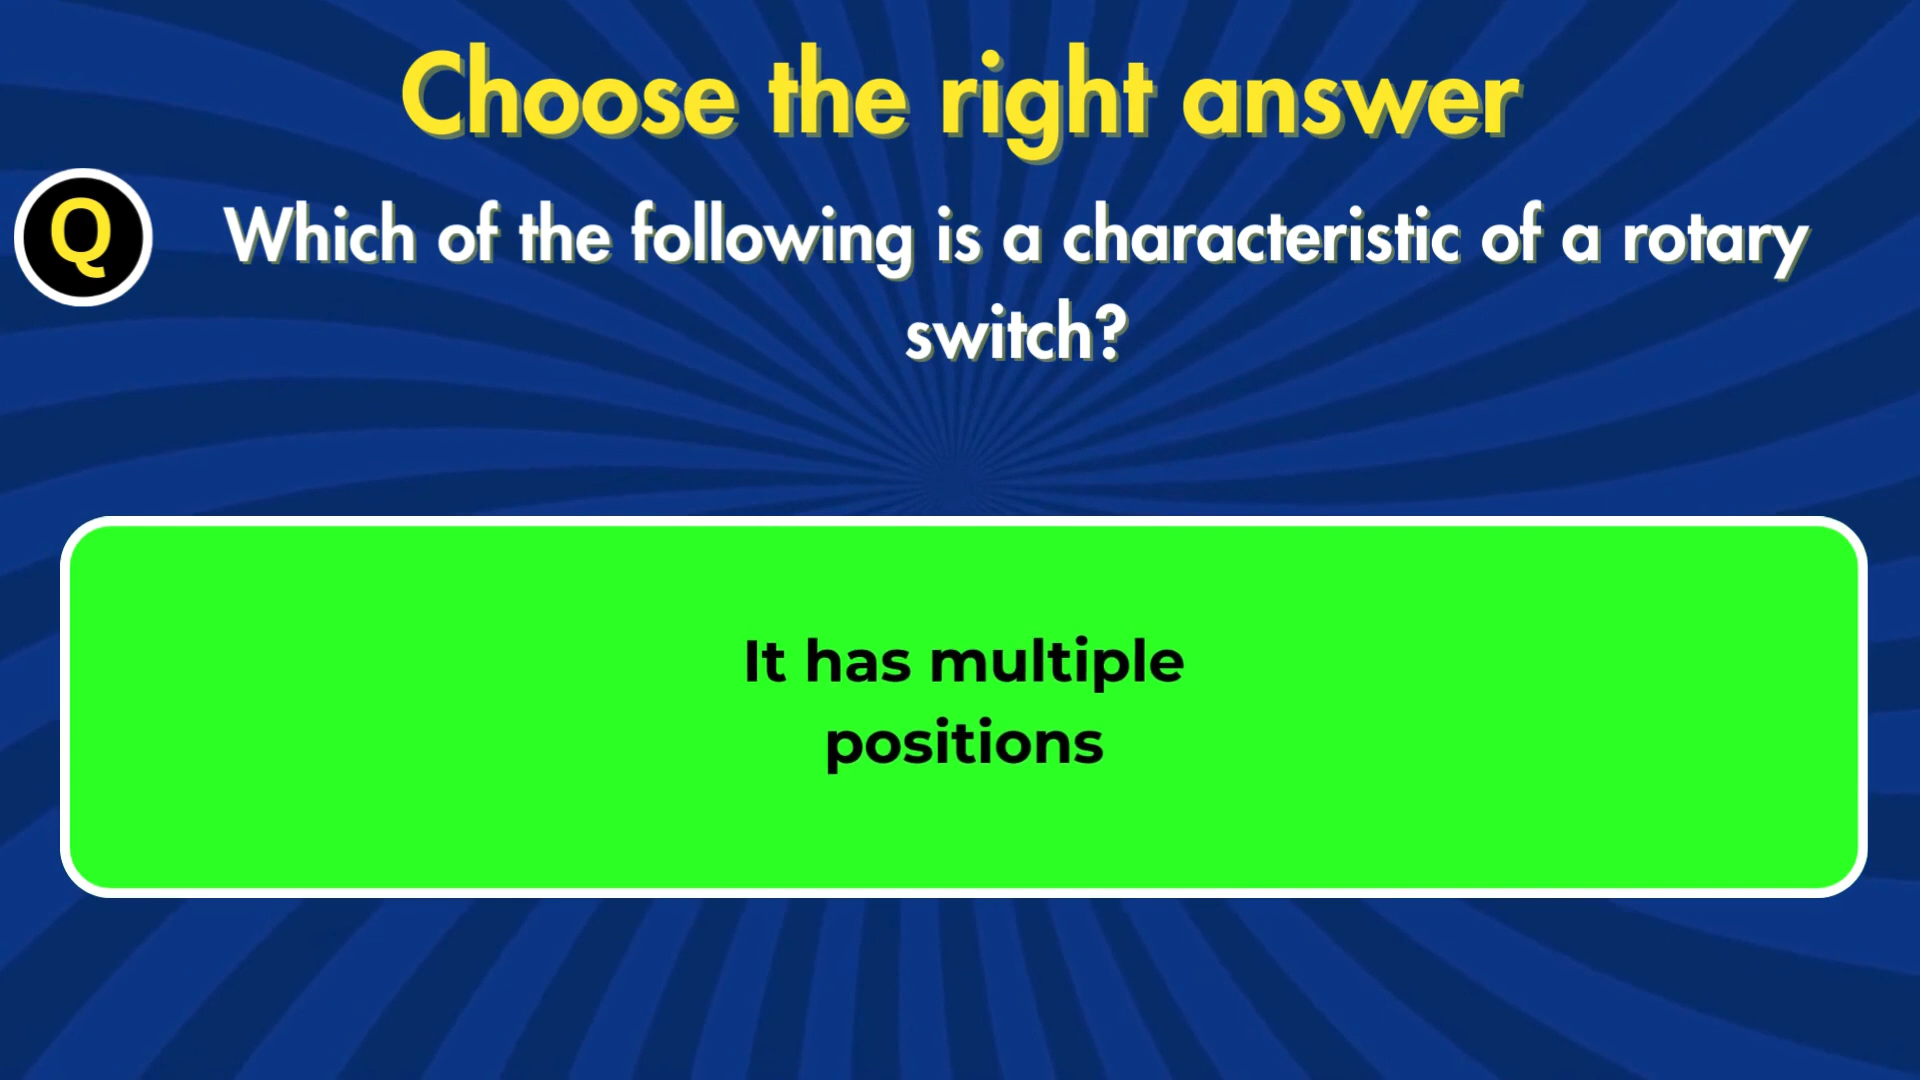 Choose the right answer
Q
Which of the following is a characteristic of a rotary
switch?
It has multiple
positions